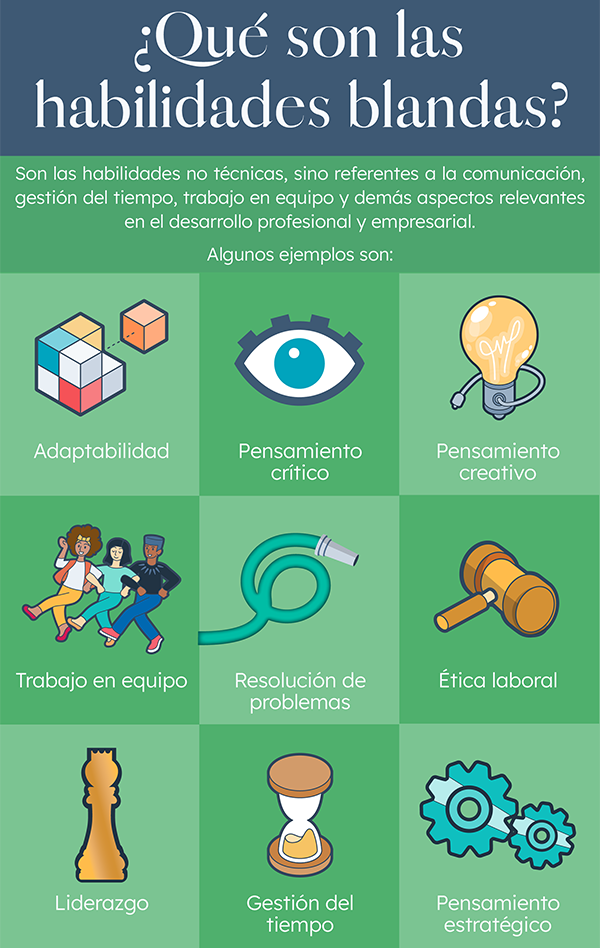 ¿Qué son las
habilidades blandas?
Son las habilidades no técnicas, sino referentes a la comunicación,
gestión del tiempo, trabajo en equipo y demás aspectos relevantes
en el desarrollo profesional y empresarial.
Algunos ejemplos son:
Adaptabilidad
Pensamiento
crítico
Pensamiento
creativo
Trabajo en equipo
Resolución de
problemas
Ética laboral
Liderazgo
Gestión del
tiempo
Pensamiento
estratégico